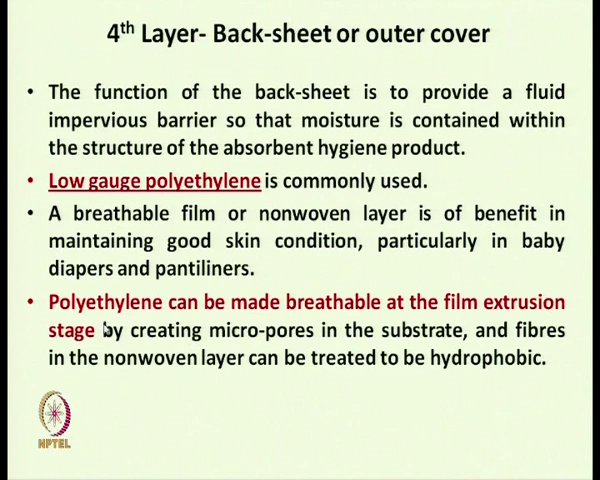 4th Layer- Back-sheet or outer cover
• The function of the back-sheet is to provide a fluid
impervious barrier so that moisture is contained within
the structure of the absorbent hygiene product.
• Low gauge polyethylene is commonly used.
• A breathable film or nonwoven layer is of benefit in
maintaining good skin condition, particularly in baby
diapers and pantiliners.
• Polyethylene can be made breathable at the film extrusion
stage by creating micro-pores in the substrate, and fibres
in the nonwoven layer can be treated to be hydrophobic.
NPTEL